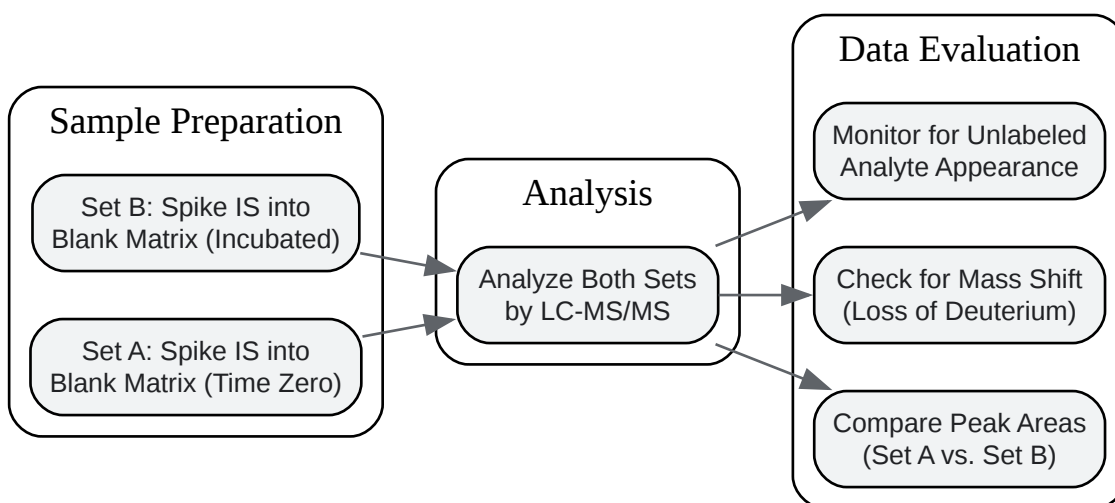 Sample Preparation
Set B: Spike IS into
Blank Matrix (Incubated)
Set A: Spike IS into
Blank Matrix (Time Zero)
Analysis
Analyze Both Sets
by LC-MS/MS
Data Evaluation
Monitor for Unlabeled
Analyte Appearance
Check for Mass Shift
(Loss of Deuterium)
Compare Peak Areas
(Set A vs. Set B)